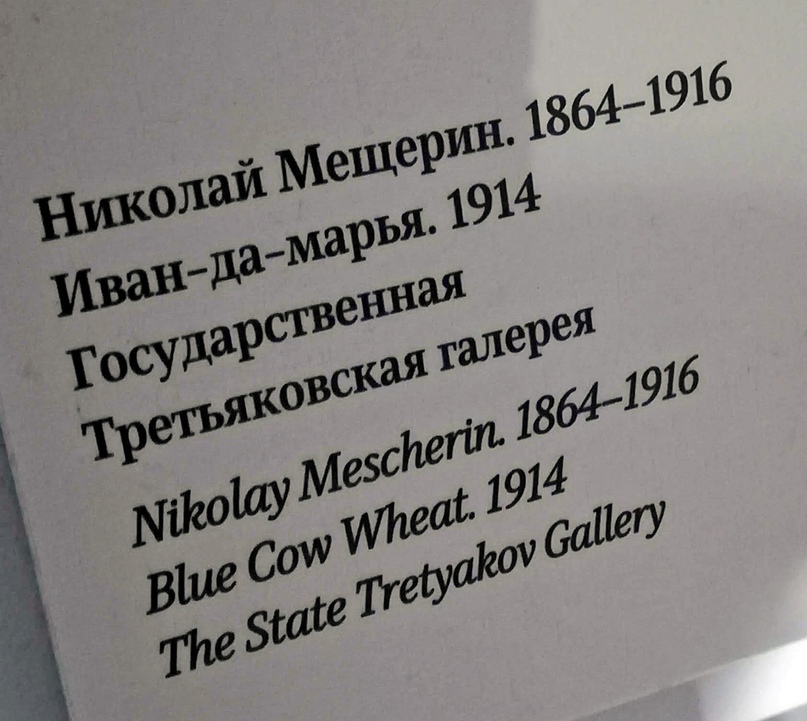 Николай Мещерин. 1864–1916
Иван-да-марья. 1914
Государственная
Третьяковская галерея
Nikolay Mescherin. 1864–1916
Blue Cow Wheat. 1914
The State Tretyakov Gallery